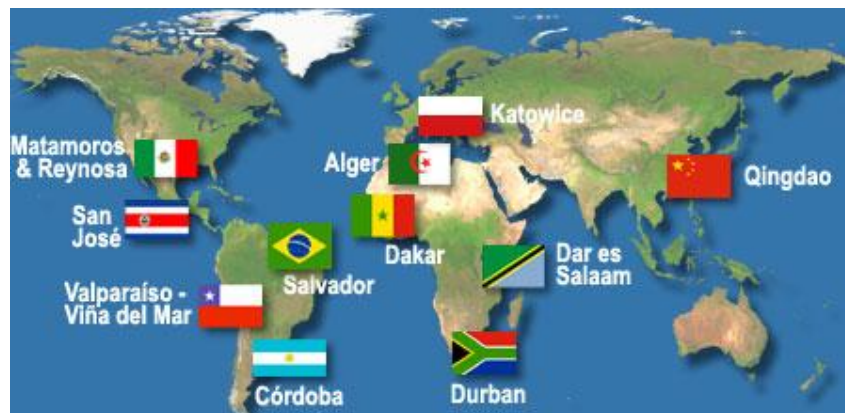 Katowice
Matamoros
& Reynosa
Alger
Qingdao
San
José
Dakar
Dar es
Salaam
Salvador
Valparaíso -
Viña del Mar
Córdoba
Durban